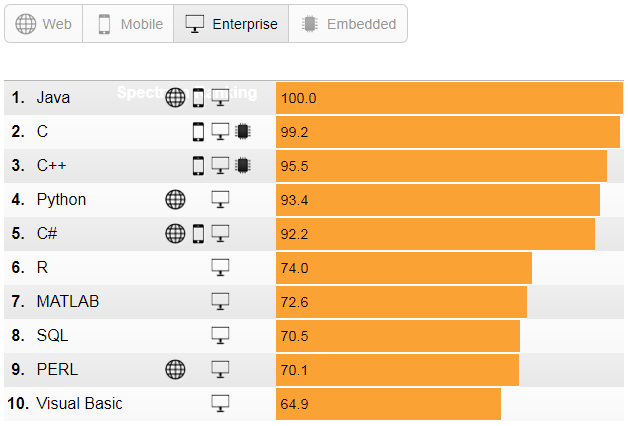 Web Mobile Enterprise Embedded
1. Java 100.0
2. C 99.2
3. C++ 95.5
4. Python 93.4
5. C# 92.2
6. R 74.0
7. MATLAB 72.6
8. SQL 70.5
9. PERL 70.1
10. Visual Basic 64.9